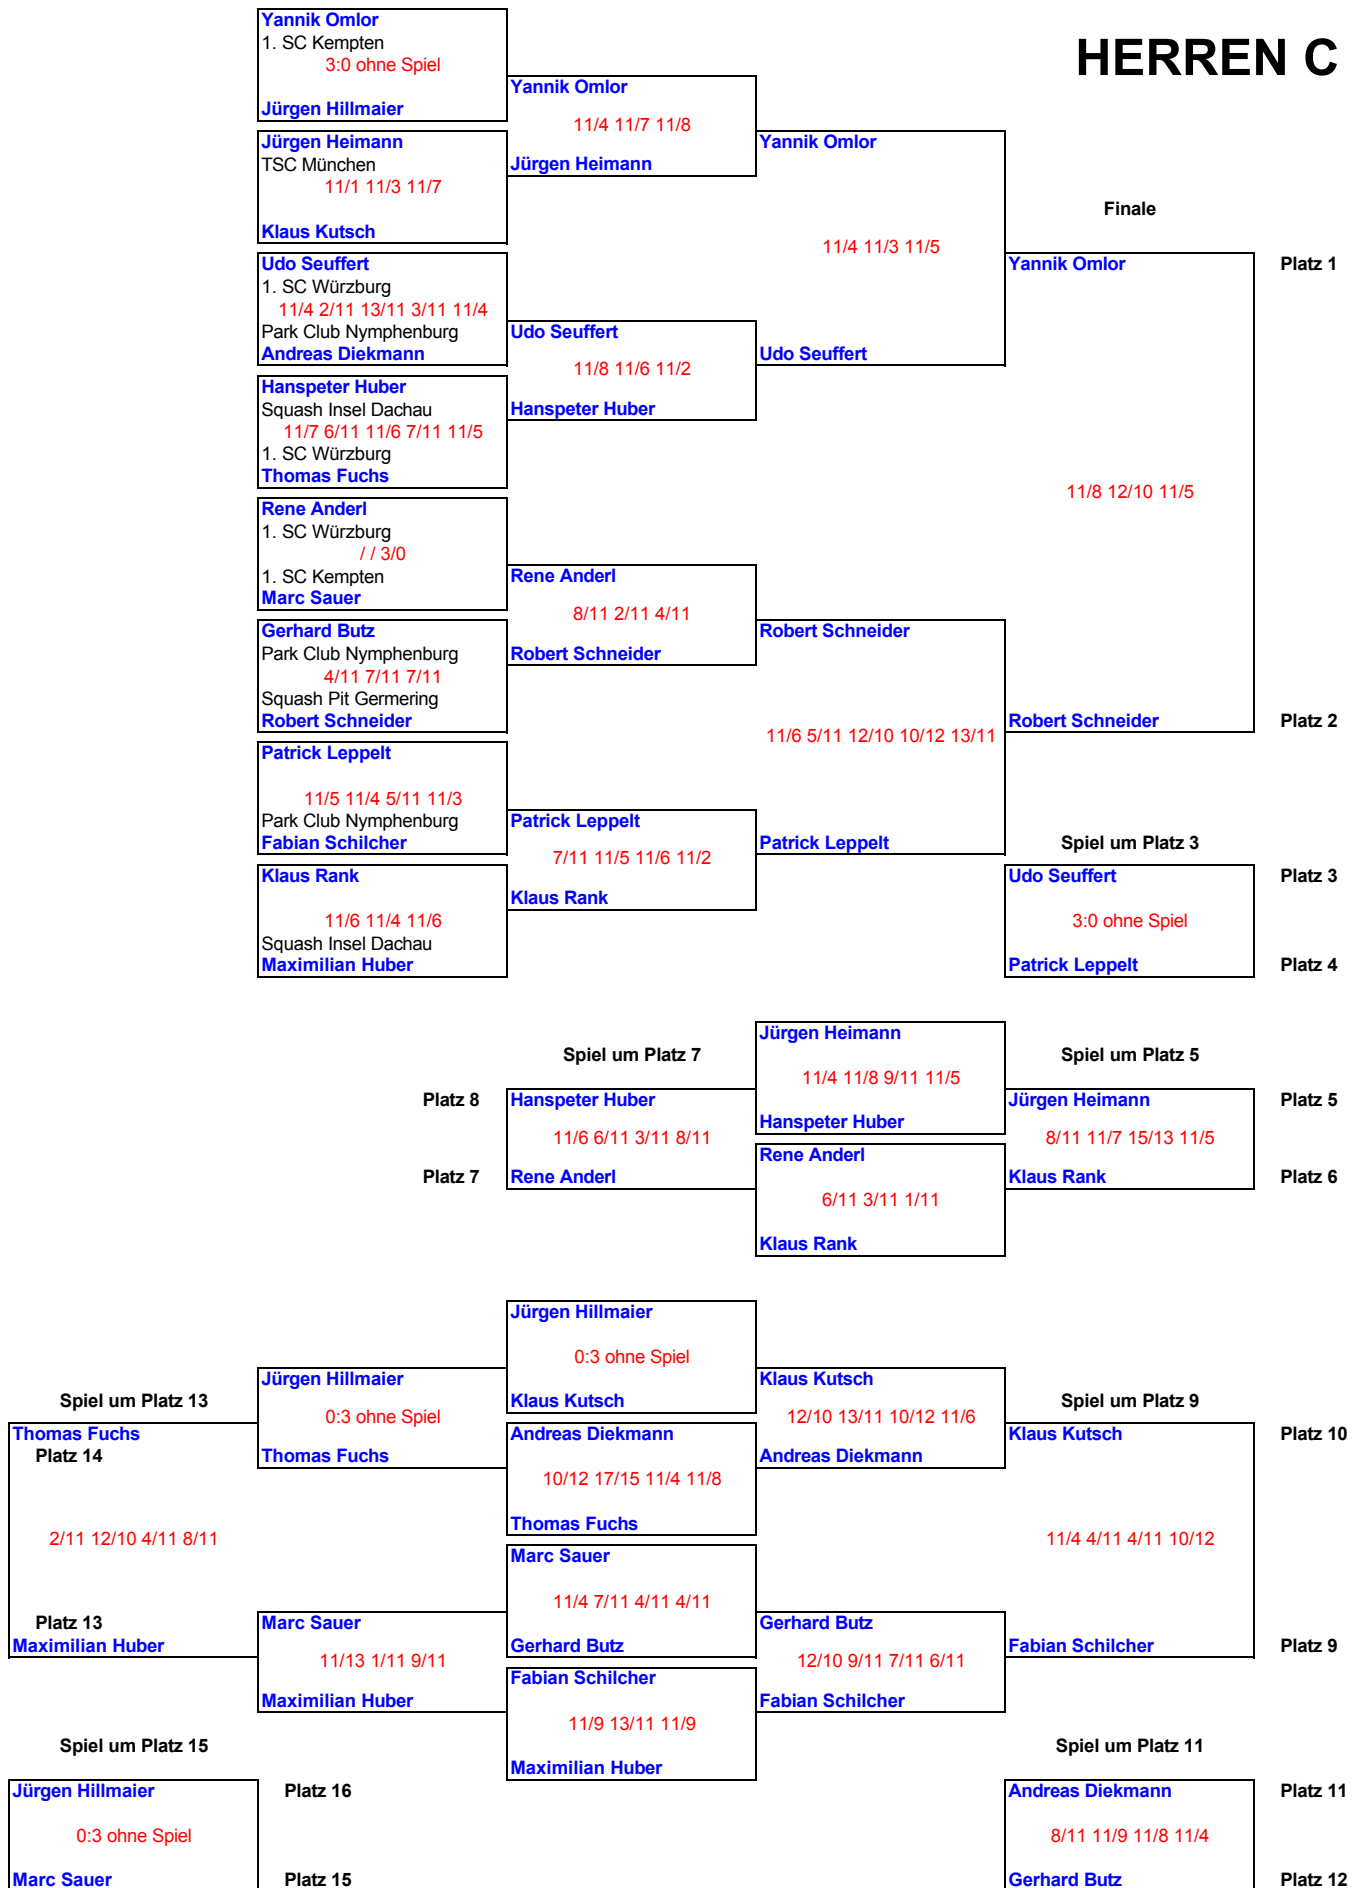 HERREN C
Yannik Omlor
1. SC Kempten
3:0 ohne Spiel
Jürgen Hillmaier
Jürgen Heimann
TSC München
11/1 11/3 11/7
Klaus Kutsch
Udo Seuffert
1. SC Würzburg
11/4 2/11 13/11 3/11 11/4
Park Club Nymphenburg
Andreas Diekmann
Hanspeter Huber
Squash Insel Dachau
11/7 6/11 11/6 7/11 11/5
1. SC Würzburg
Thomas Fuchs
Rene Anderl
1. SC Würzburg
/ / 3/0
1. SC Kempten
Marc Sauer
Gerhard Butz
Park Club Nymphenburg
4/11 7/11 7/11
Squash Pit Germering
Robert Schneider
Patrick Leppelt
11/5 11/4 5/11 11/3
Park Club Nymphenburg
Fabian Schilcher
Klaus Rank
11/6 11/4 11/6
Squash Insel Dachau
Maximilian Huber
Yannik Omlor
11/4 11/7 11/8
Jürgen Heimann
Udo Seuffert
11/8 11/6 11/2
Hanspeter Huber
Rene Anderl
8/11 2/11 4/11
Robert Schneider
Patrick Leppelt
7/11 11/5 11/6 11/2
Klaus Rank
Yannik Omlor
11/4 11/3 11/5
Udo Seuffert
Robert Schneider
11/6 5/11 12/10 10/12 13/11
Patrick Leppelt
Finale
Yannik Omlor Platz 1
11/8 12/10 11/5
Robert Schneider Platz 2
Spiel um Platz 3
Udo Seuffert Platz 3
3:0 ohne Spiel
Patrick Leppelt Platz 4
Spiel um Platz 7
Platz 8 Hanspeter Huber
11/6 6/11 3/11 8/11
Platz 7 Rene Anderl
Jürgen Heimann
11/4 11/8 9/11 11/5
Hanspeter Huber
Rene Anderl
6/11 3/11 1/11
Klaus Rank
Spiel um Platz 5
Jürgen Heimann Platz 5
8/11 11/7 15/13 11/5
Klaus Rank Platz 6
Jürgen Hillmaier
0:3 ohne Spiel
Klaus Kutsch
Andreas Diekmann
10/12 17/15 11/4 11/8
Thomas Fuchs
Marc Sauer
11/4 7/11 4/11 4/11
Gerhard Butz
Fabian Schilcher
11/9 13/11 11/9
Maximilian Huber
Jürgen Hillmaier
0:3 ohne Spiel
Thomas Fuchs
Marc Sauer
11/13 1/11 9/11
Maximilian Huber
Spiel um Platz 13
Thomas Fuchs
Platz 14
2/11 12/10 4/11 8/11
Platz 13
Maximilian Huber
Klaus Kutsch
12/10 13/11 10/12 11/6
Andreas Diekmann
Gerhard Butz
12/10 9/11 7/11 6/11
Fabian Schilcher
Spiel um Platz 9
Klaus Kutsch Platz 10
11/4 4/11 4/11 10/12
Fabian Schilcher Platz 9
Spiel um Platz 15
Jürgen Hillmaier Platz 16
0:3 ohne Spiel
Marc Sauer Platz 15
Spiel um Platz 11
Andreas Diekmann Platz 11
8/11 11/9 11/8 11/4
Gerhard Butz Platz 12